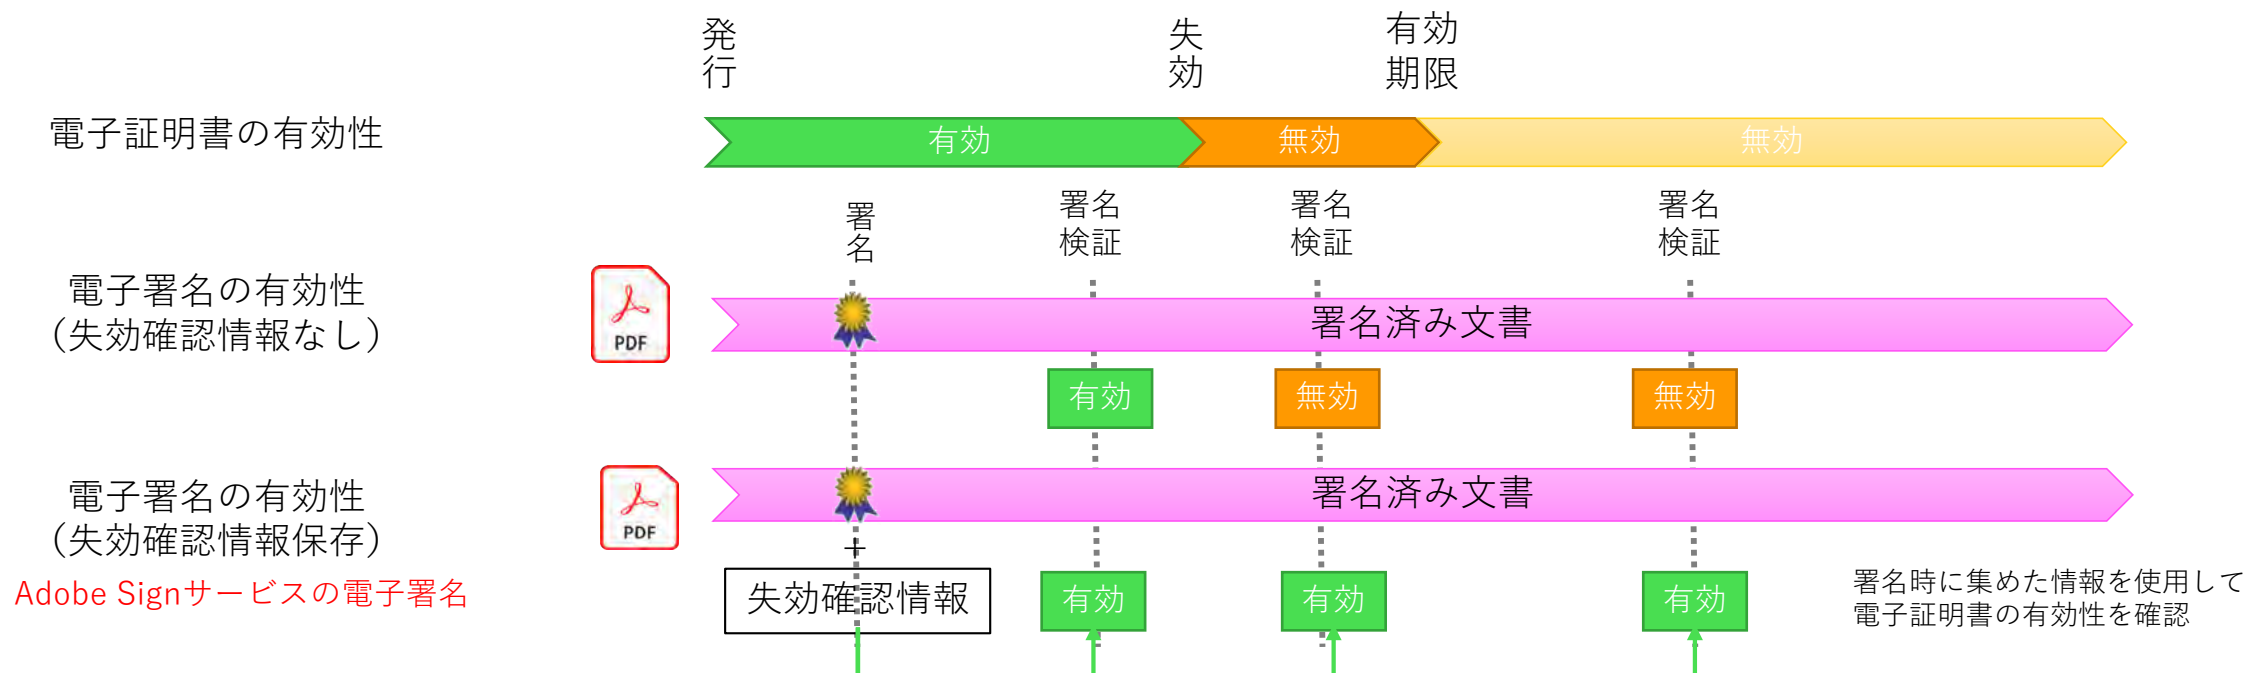 発行
失効
有効
期限
電子証明書の有効性
有効
無効
無効
署名
署名
検証
署名
検証
署名
検証
電子署名の有効性
(失効確認情報なし)
PDF
署名済み文書
有効
無効
無効
電子署名の有効性
(失効確認情報保存)
Adobe Signサービスの電子署名
PDF
署名済み文書
+
失効確認情報
有効
有効
有効
署名時に集めた情報を使用して
電子証明書の有効性を確認